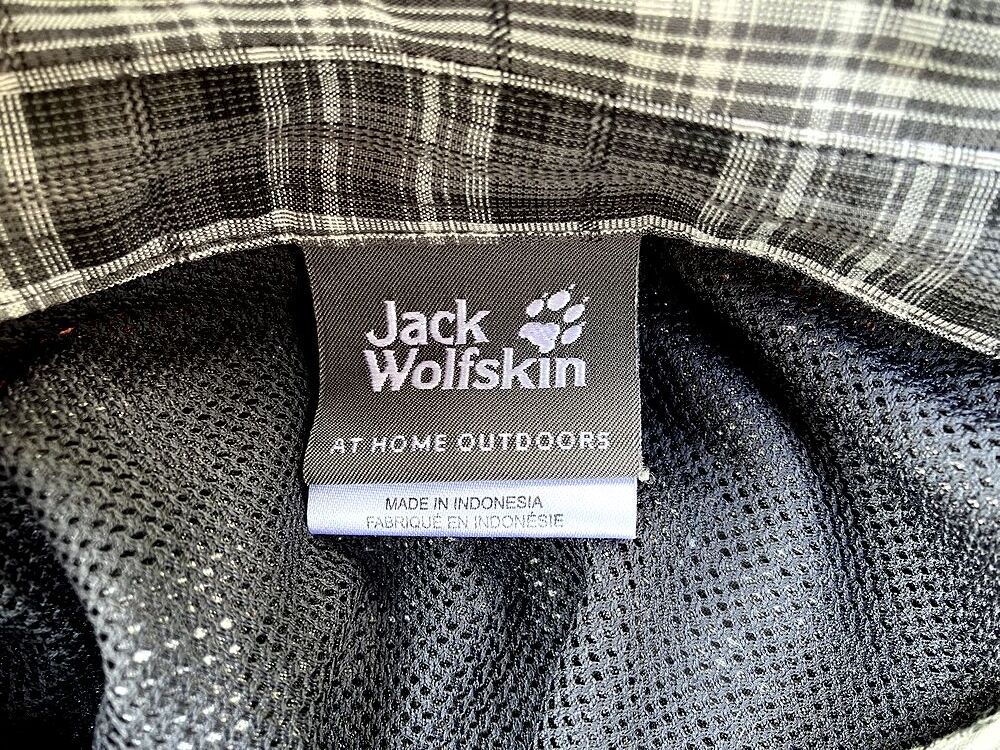 Jack
Wolfskin
AT HOME OUTDOORS
MADE IN INDONESIA
FABRIQUÉ EN INDONÉSIE